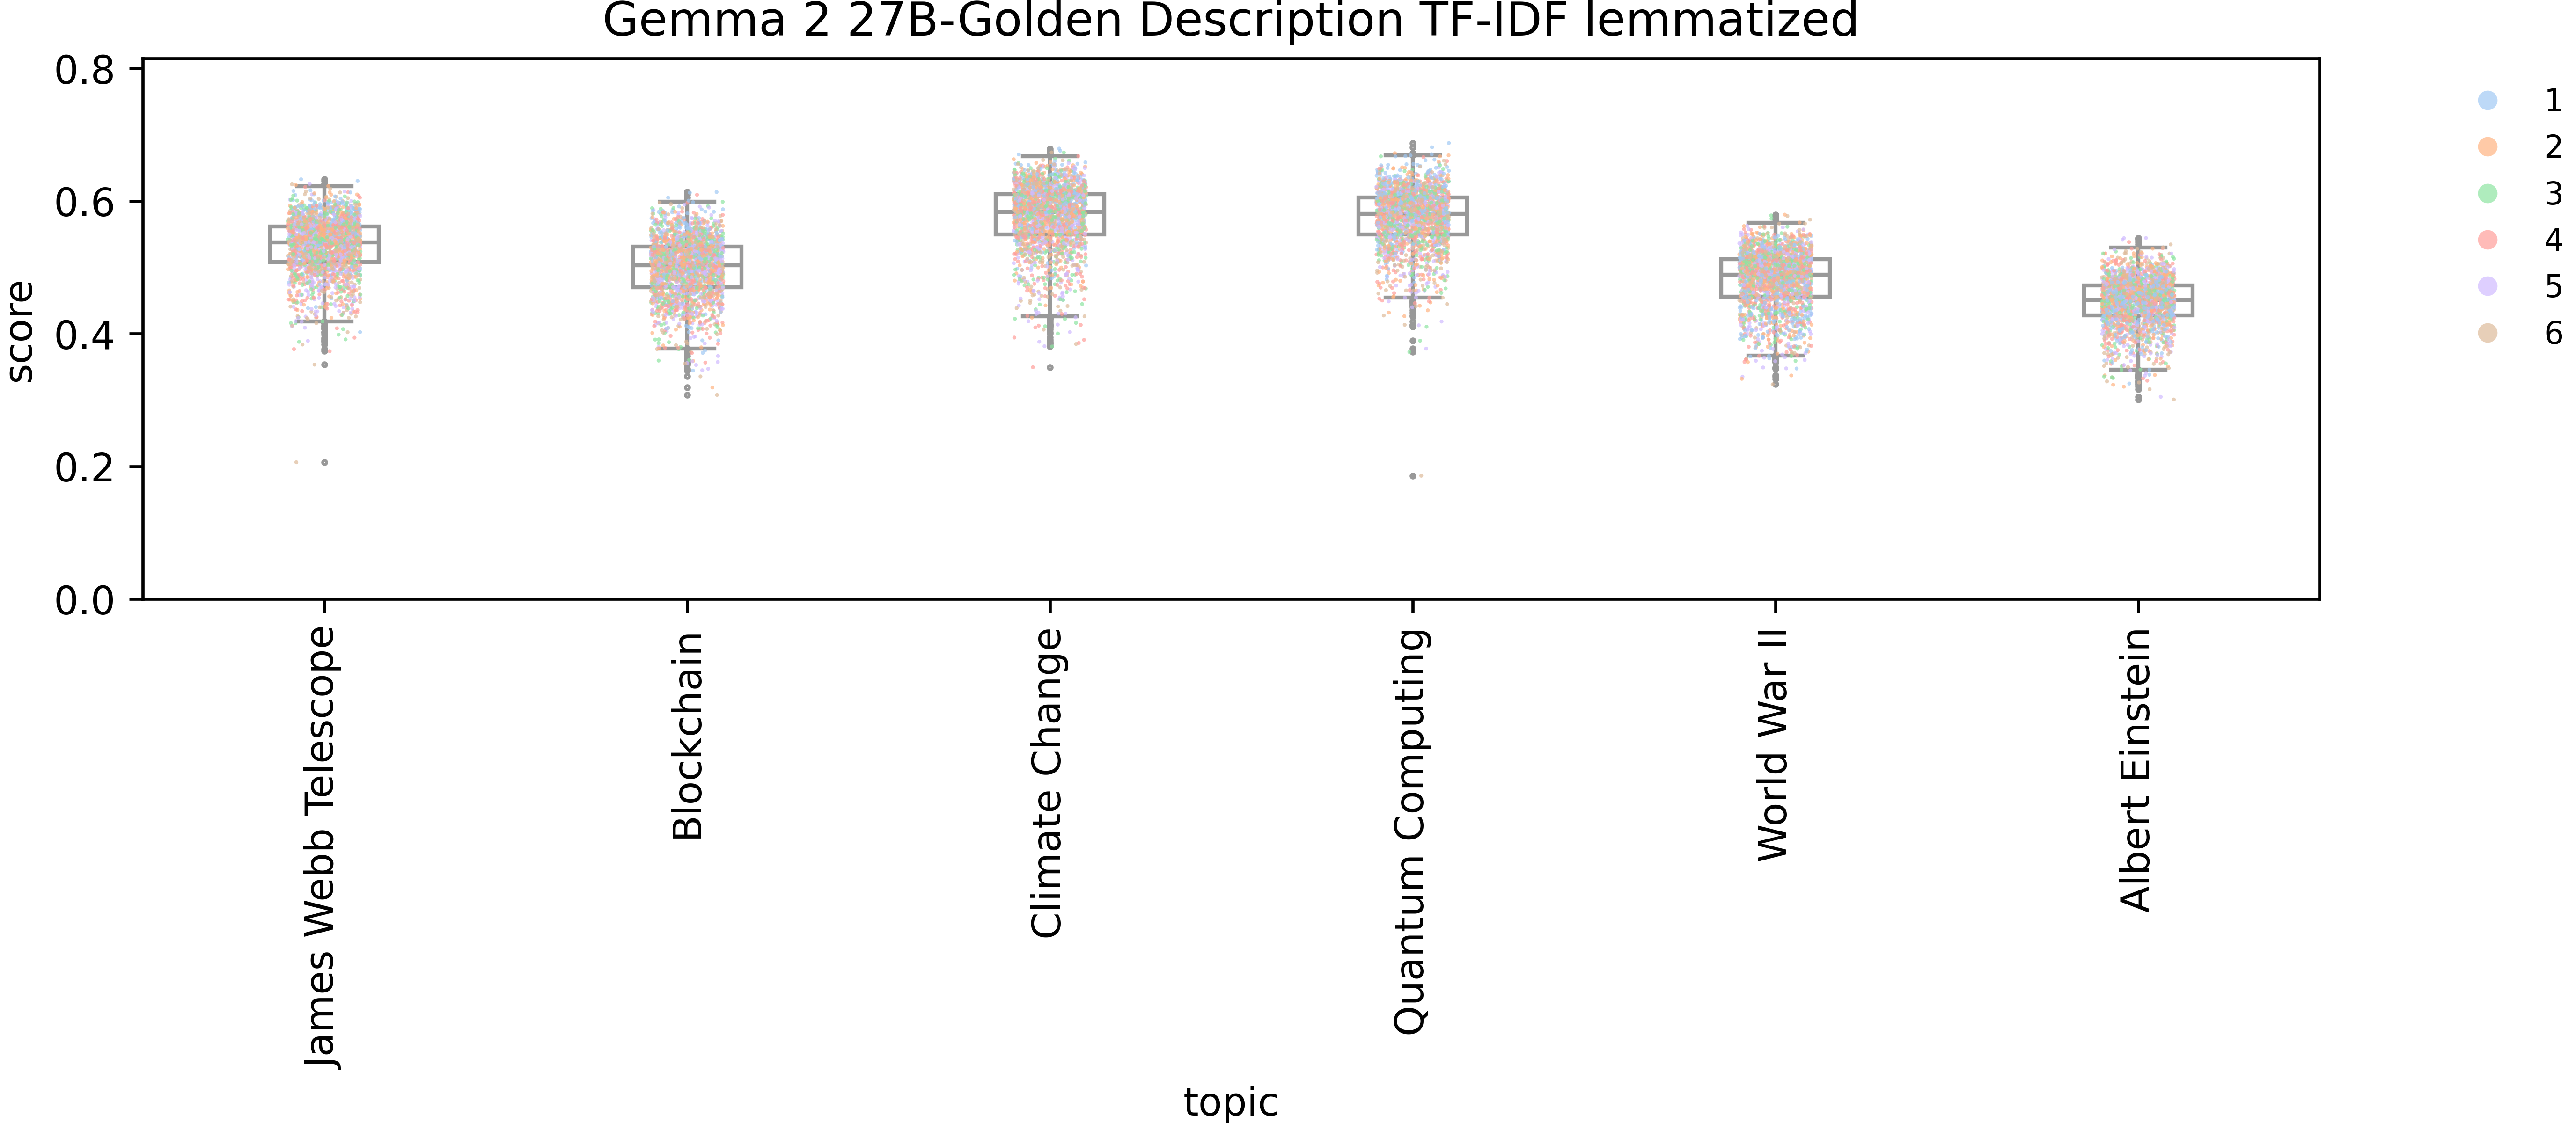 Gemma 2 27B-Golden Description TF-IDF lemmatized
score
0.8
0.6
0.4
0.2
0.0
James Webb Telescope
Blockchain
Climate Change
Quantum Computing
World War II
Albert Einstein
topic
1
2
3
4
5
6